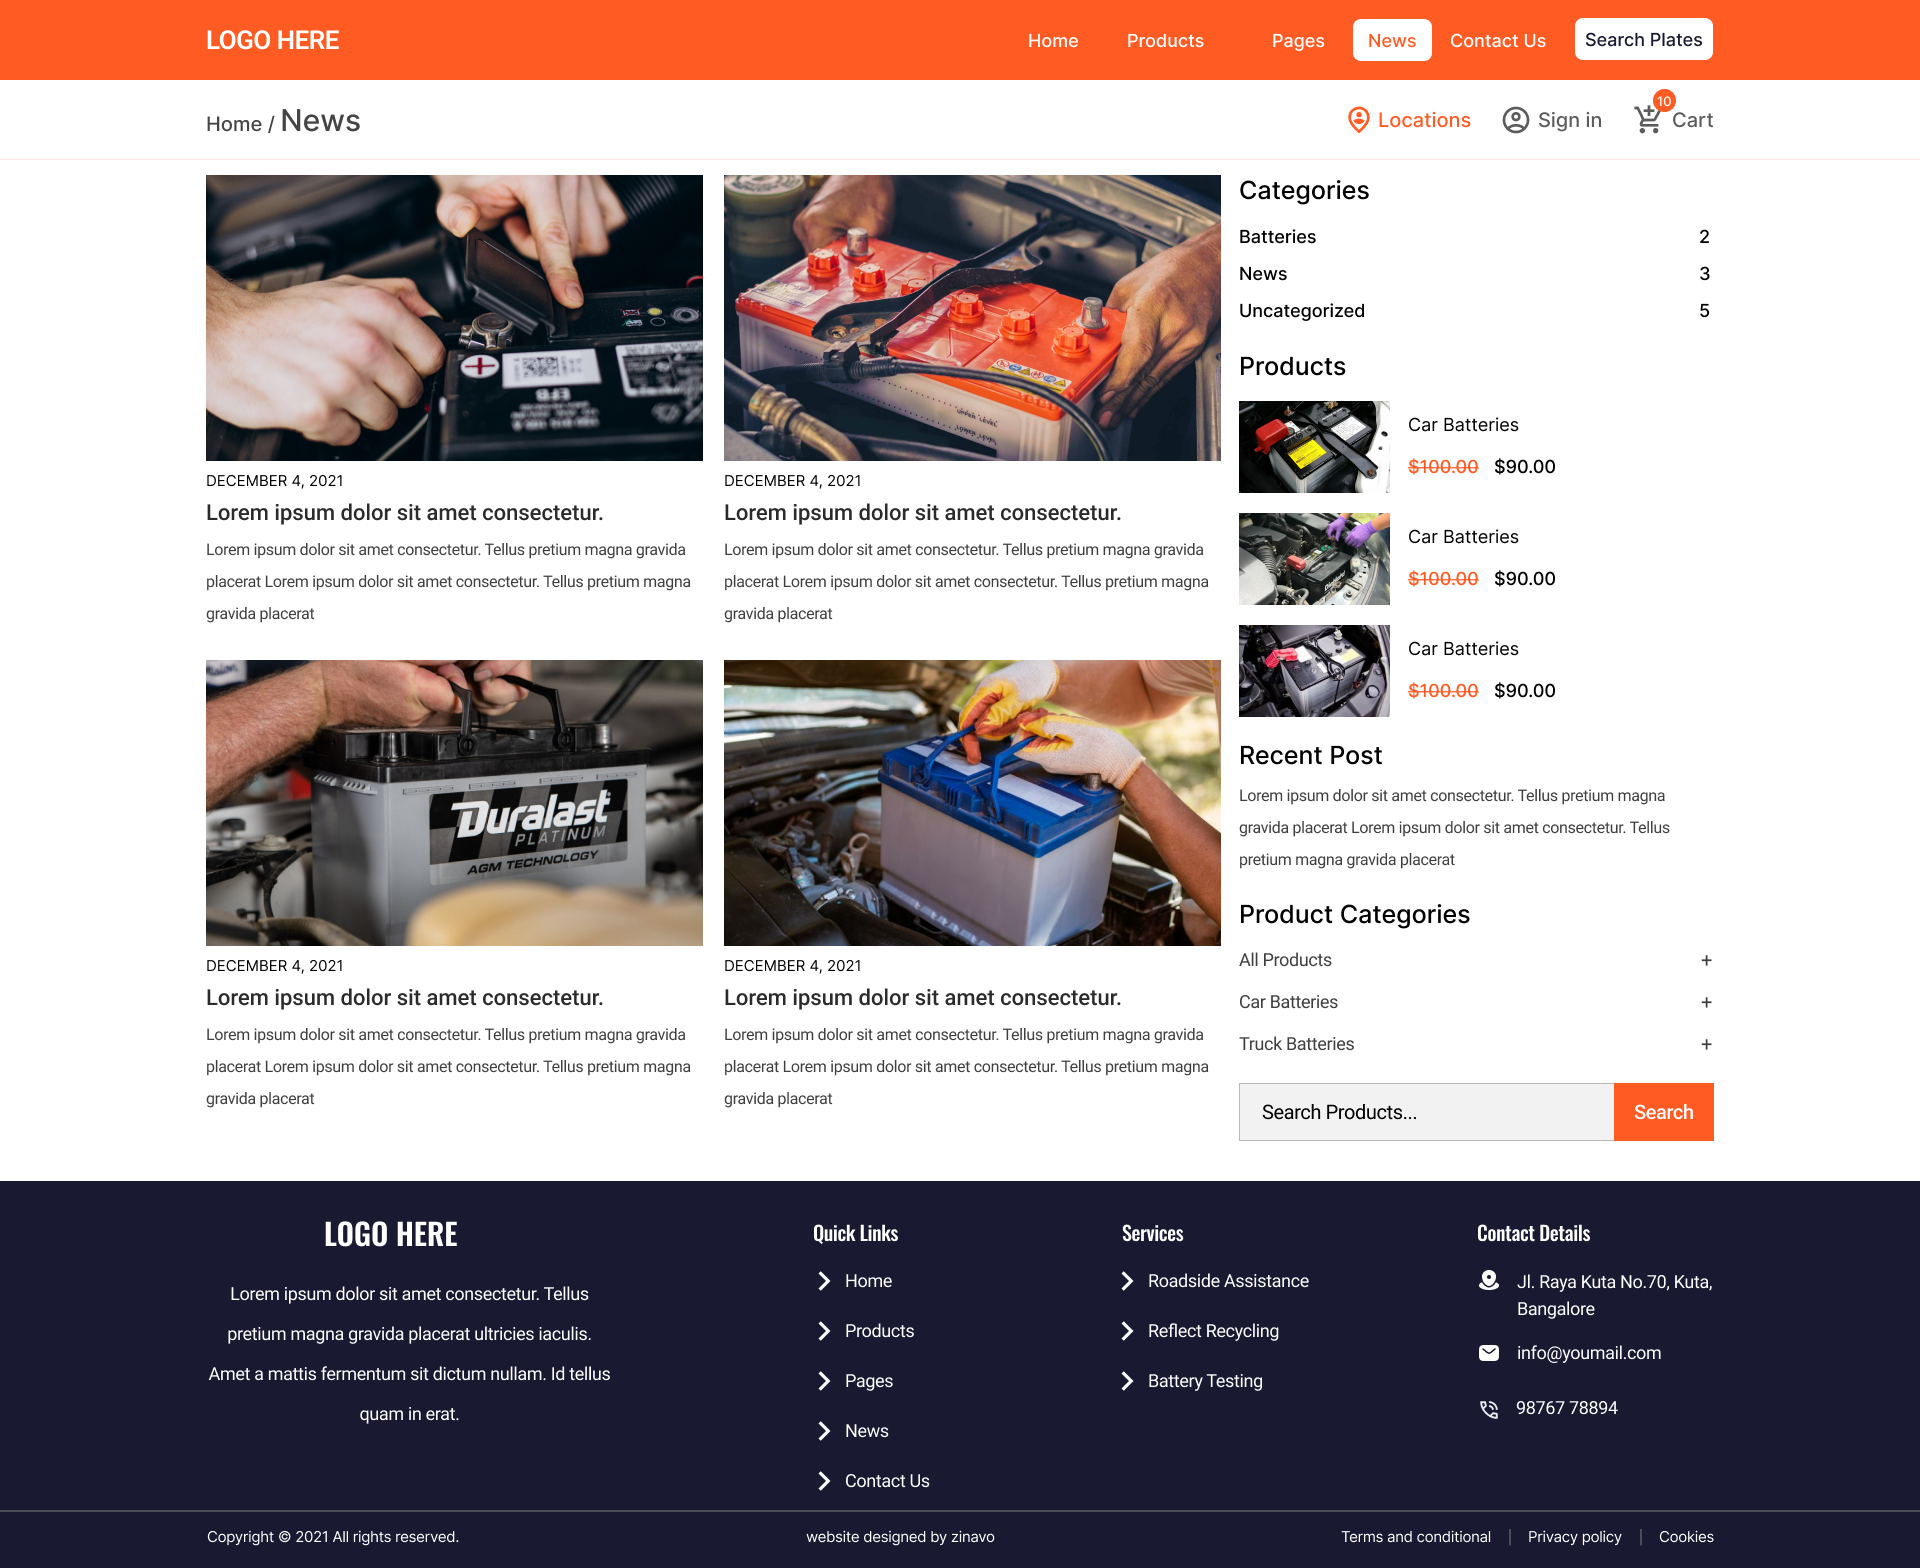 LOGO HERE
Home
Products
Pages
News
Contact Us
Search Plates
Home / News
Locations
Sign in
10
Cart
EFB
DECEMBER 4, 2021
Lorem ipsum dolor sit amet consectetur.
Lorem ipsum dolor sit amet consectetur. Tellus pretium magna gravida
placerat Lorem ipsum dolor sit amet consectetur. Tellus pretium magna
gravida placerat
UPPER LEVEL
DECEMBER 4, 2021
Lorem ipsum dolor sit amet consectetur.
Lorem ipsum dolor sit amet consectetur. Tellus pretium magna gravida
placerat Lorem ipsum dolor sit amet consectetur. Tellus pretium magna
gravida placerat
Duralast
PLATINUM
AGM TECHNOLOGY
DECEMBER 4, 2021
Lorem ipsum dolor sit amet consectetur.
Lorem ipsum dolor sit amet consectetur. Tellus pretium magna gravida
placerat Lorem ipsum dolor sit amet consectetur. Tellus pretium magna
gravida placerat
DECEMBER 4, 2021
Lorem ipsum dolor sit amet consectetur.
Lorem ipsum dolor sit amet consectetur. Tellus pretium magna gravida
placerat Lorem ipsum dolor sit amet consectetur. Tellus pretium magna
gravida placerat
Categories
Batteries 2
News 3
Uncategorized 5
Products
Car Batteries
$100.00 $90.00
Car Batteries
$100.00 $90.00
Car Batteries
$100.00 $90.00
Recent Post
Lorem ipsum dolor sit amet consectetur. Tellus pretium magna
gravida placerat Lorem ipsum dolor sit amet consectetur. Tellus
pretium magna gravida placerat
Product Categories
All Products +
Car Batteries +
Truck Batteries +
Search Products...
Search
LOGO HERE
Lorem ipsum dolor sit amet consectetur. Tellus
pretium magna gravida placerat ultricies iaculis.
Amet a mattis fermentum sit dictum nullam. Id tellus
quam in erat.
Quick Links
Home
Products
Pages
News
Contact Us
Services
Roadside Assistance
Reflect Recycling
Battery Testing
Contact Details
Jl. Raya Kuta No.70, Kuta,
Bangalore
info@youmail.com
98767 78894
Copyright © 2021 All rights reserved.
website designed by zinavo
Terms and conditional | Privacy policy | Cookies